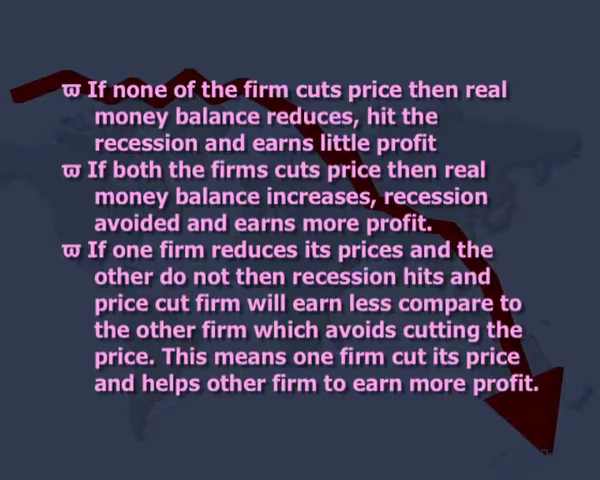 ϖ If none of the firm cuts price then real
money balance reduces, hit the
recession and earns little profit
ϖ If both the firms cuts price then real
money balance increases, recession
avoided and earns more profit.
ϖ If one firm reduces its prices and the
other do not then recession hits and
price cut firm will earn less compare to
the other firm which avoids cutting the
price. This means one firm cut its price
and helps other firm to earn more profit.